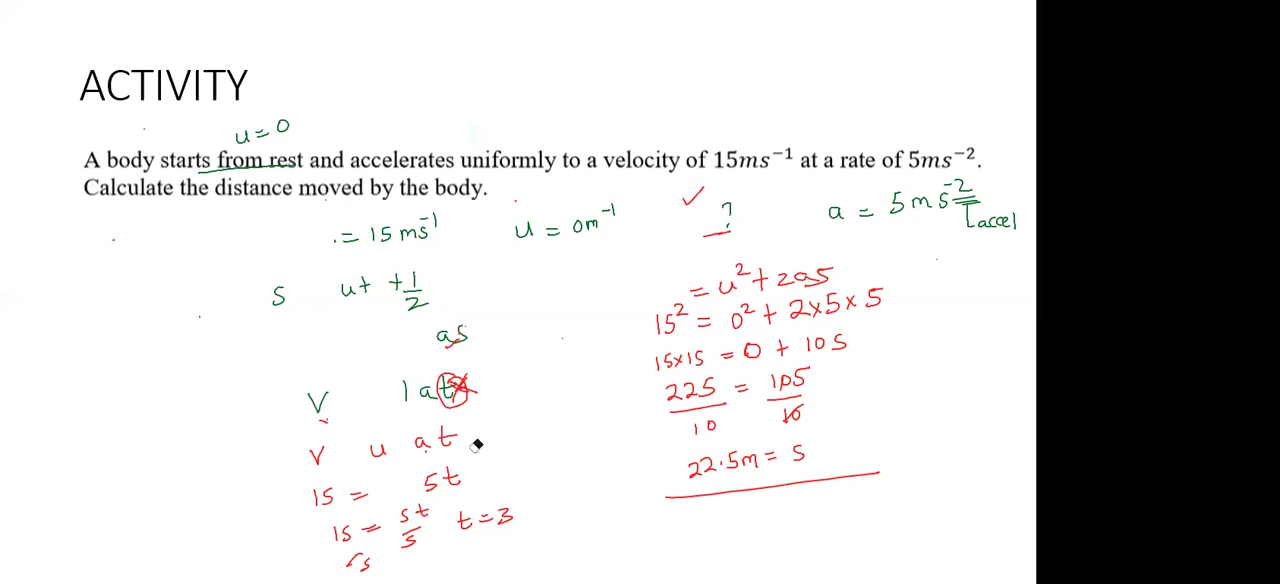 ACTIVITY
u = 0
A body starts from rest and accelerates uniformly to a velocity of 15ms⁻¹ at a rate of 5ms⁻².
Calculate the distance moved by the body.
= 15 ms⁻¹
u = 0m⁻¹
✓ ?
a = 5ms⁻²
accel
s ut + 1/2
as
v at
v u at
15 = 5t
15 = 5t/5 t = 3
= u² + 2as
15² = 0² + 2×5×s
15×15 = 0 + 10s
225/10 = 10s/10
22.5m = s